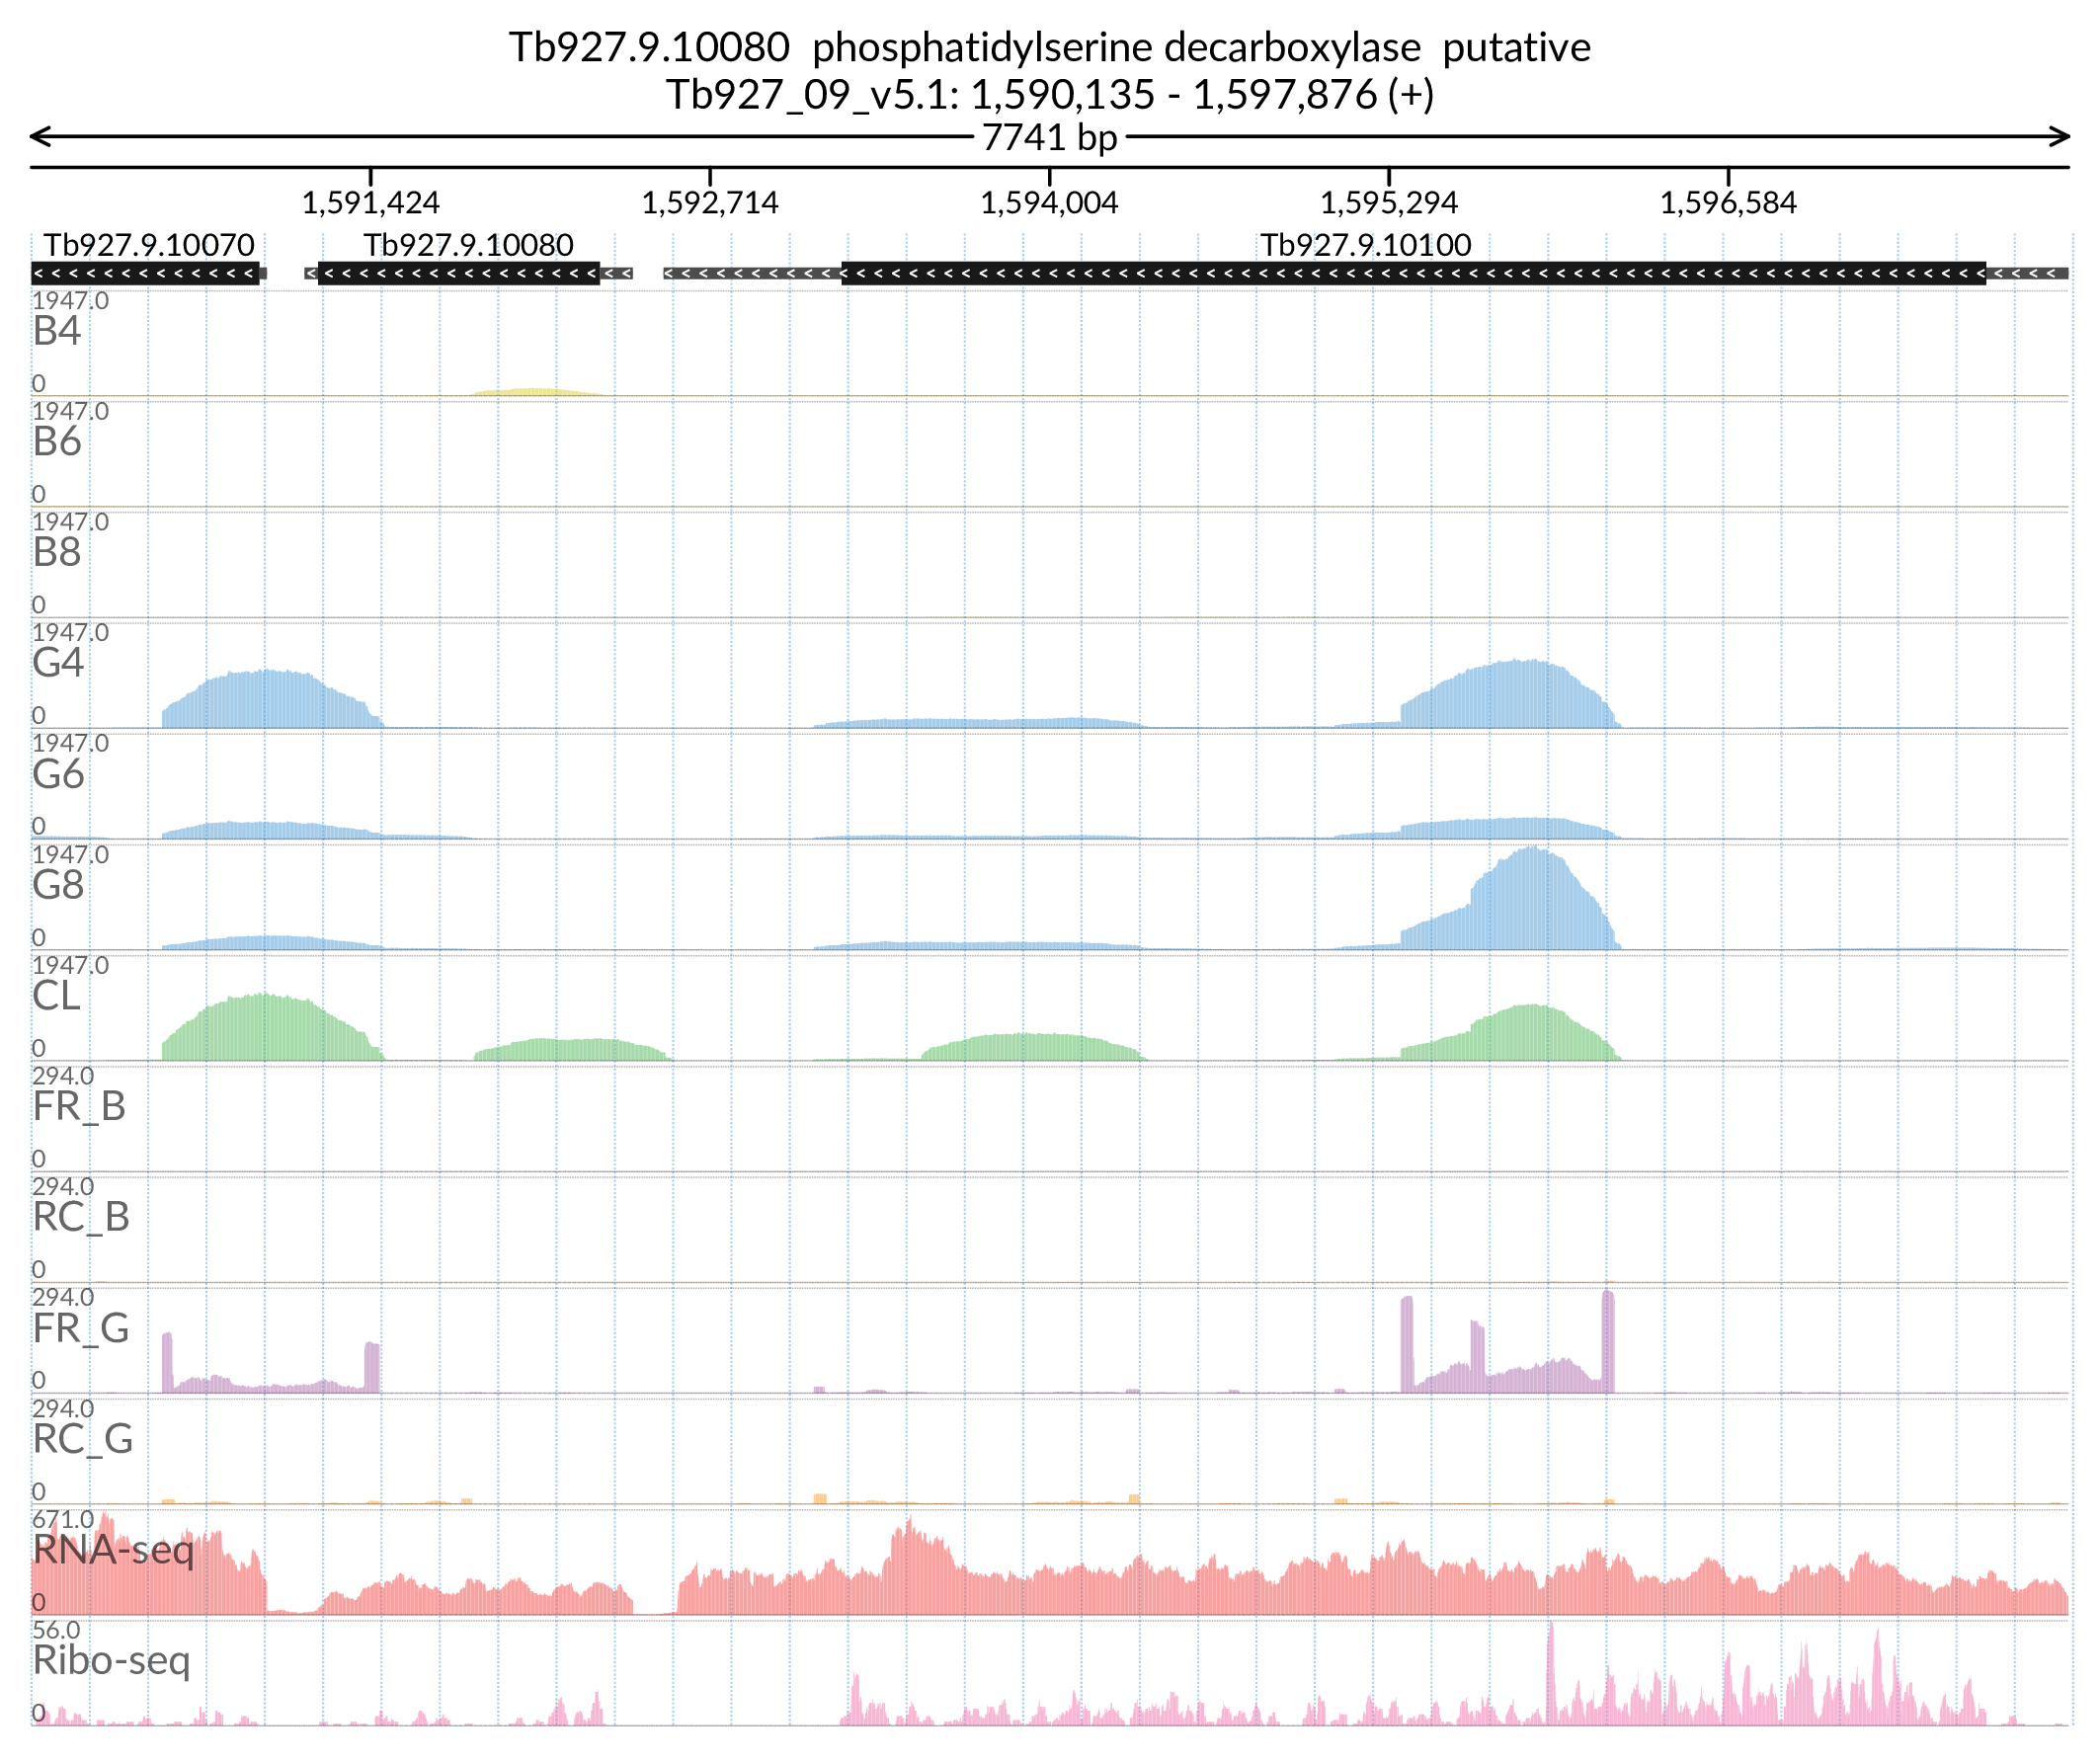 Tb927.9.10080  phosphatidylserine decarboxylase  putative
Tb927_09_v5.1: 1,590,135 - 1,597,876 (+)
7741 bp
1,591,424 1,592,714 1,594,004 1,595,294 1,596,584
Tb927.9.10070 Tb927.9.10080 Tb927.9.10100
1947.0
B4
0
1947.0
B6
0
1947.0
B8
0
1947.0
G4
0
1947.0
G6
0
1947.0
G8
0
1947.0
CL
0
294.0
FR_B
0
294.0
RC_B
0
294.0
FR_G
0
294.0
RC_G
0
671.0
RNA-seq
0
56.0
Ribo-seq
0